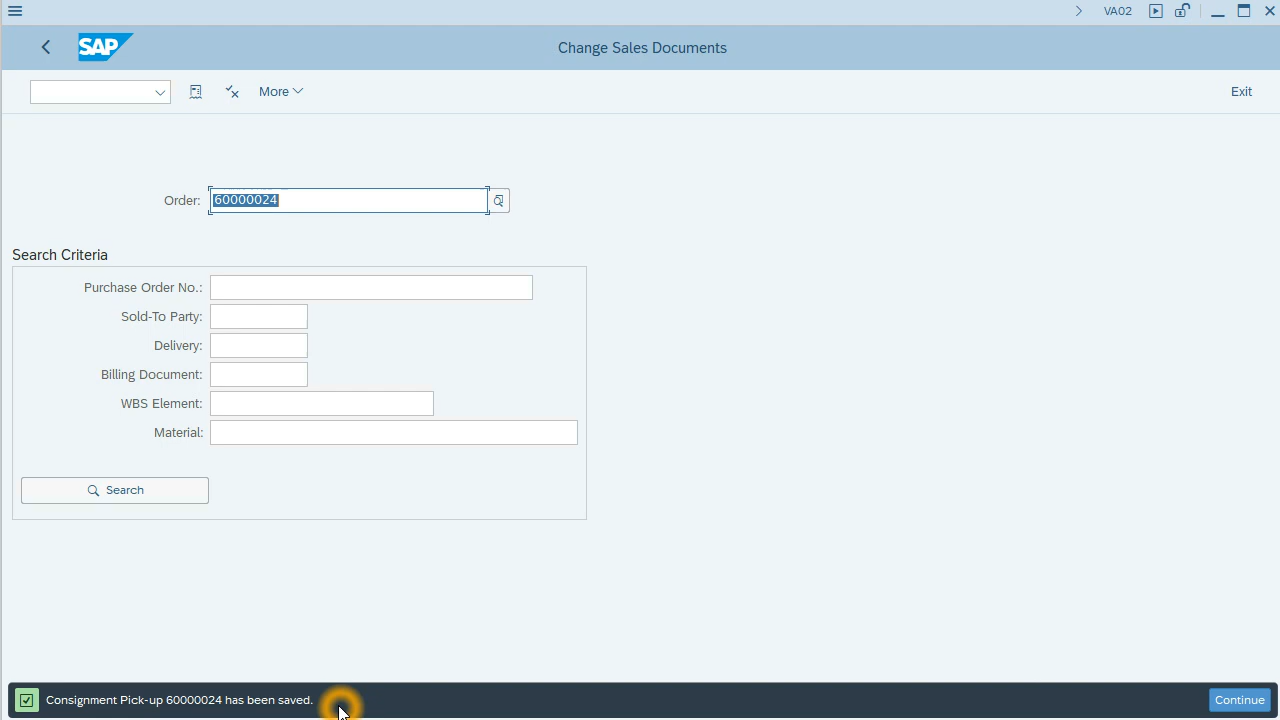 VA02
SAP
Change Sales Documents
More
Exit
Order: 60000024
Search Criteria
Purchase Order No.:
Sold-To Party:
Delivery:
Billing Document:
WBS Element:
Material:
Search
Consignment Pick-up 60000024 has been saved.
Continue